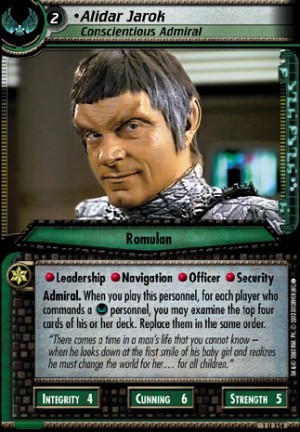 2
•Alidar Jarok
Conscientious Admiral
Romulan
Leadership Navigation Officer Security
Admiral. When you play this personnel, for each player who
commands a personnel, you may examine the top four
cards of his or her deck. Replace them in the same order.
"There comes a time in a man's life that you cannot know –
when he looks down at the first smile of his baby girl and realizes
he must change the world for her... for all children."
INTEGRITY 4 CUNNING 6 STRENGTH 5